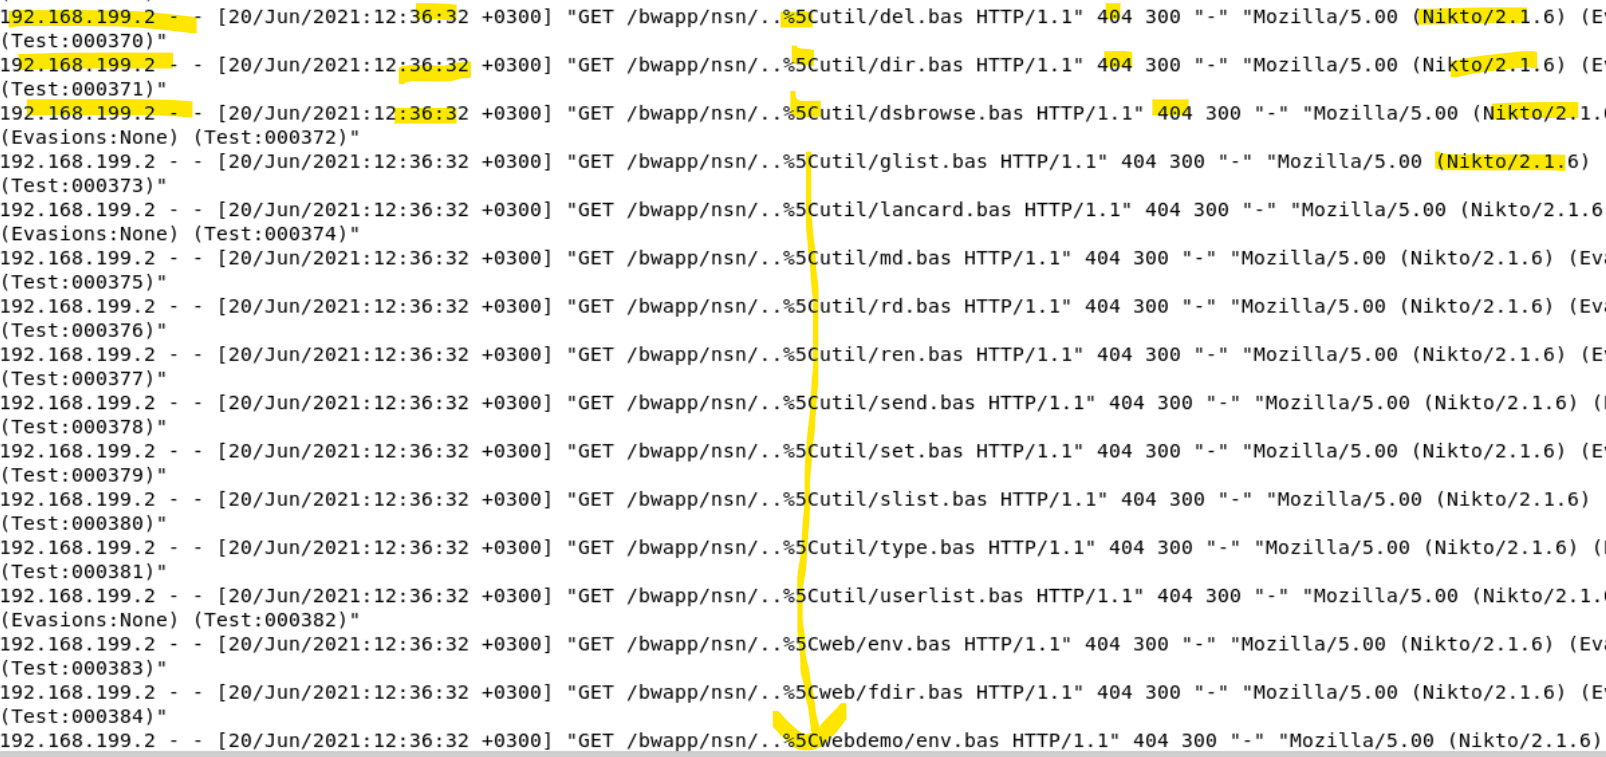 192.168.199.2 - - [20/Jun/2021:12:36:32 +0300] "GET /bwapp/nsn/..%5Cutil/del.bas HTTP/1.1" 404 300 "-" "Mozilla/5.00 (Nikto/2.1.6) (Ev
(Test:000370)"
192.168.199.2 - - [20/Jun/2021:12:36:32 +0300] "GET /bwapp/nsn/..%5Cutil/dir.bas HTTP/1.1" 404 300 "-" "Mozilla/5.00 (Nikto/2.1.6) (Ev
(Test:000371)"
192.168.199.2 - - [20/Jun/2021:12:36:32 +0300] "GET /bwapp/nsn/..%5Cutil/dsbrowse.bas HTTP/1.1" 404 300 "-" "Mozilla/5.00 (Nikto/2.1.
(Evasions:None) (Test:000372)"
192.168.199.2 - - [20/Jun/2021:12:36:32 +0300] "GET /bwapp/nsn/..%5Cutil/glist.bas HTTP/1.1" 404 300 "-" "Mozilla/5.00 (Nikto/2.1.6)
(Test:000373)"
192.168.199.2 - - [20/Jun/2021:12:36:32 +0300] "GET /bwapp/nsn/..%5Cutil/lancard.bas HTTP/1.1" 404 300 "-" "Mozilla/5.00 (Nikto/2.1.6
(Evasions:None) (Test:000374)"
192.168.199.2 - - [20/Jun/2021:12:36:32 +0300] "GET /bwapp/nsn/..%5Cutil/md.bas HTTP/1.1" 404 300 "-" "Mozilla/5.00 (Nikto/2.1.6) (Eva
(Test:000375)"
192.168.199.2 - - [20/Jun/2021:12:36:32 +0300] "GET /bwapp/nsn/..%5Cutil/rd.bas HTTP/1.1" 404 300 "-" "Mozilla/5.00 (Nikto/2.1.6) (Eva
(Test:000376)"
192.168.199.2 - - [20/Jun/2021:12:36:32 +0300] "GET /bwapp/nsn/..%5Cutil/ren.bas HTTP/1.1" 404 300 "-" "Mozilla/5.00 (Nikto/2.1.6) (Ev
(Test:000377)"
192.168.199.2 - - [20/Jun/2021:12:36:32 +0300] "GET /bwapp/nsn/..%5Cutil/send.bas HTTP/1.1" 404 300 "-" "Mozilla/5.00 (Nikto/2.1.6) (
(Test:000378)"
192.168.199.2 - - [20/Jun/2021:12:36:32 +0300] "GET /bwapp/nsn/..%5Cutil/set.bas HTTP/1.1" 404 300 "-" "Mozilla/5.00 (Nikto/2.1.6) (Ev
(Test:000379)"
192.168.199.2 - - [20/Jun/2021:12:36:32 +0300] "GET /bwapp/nsn/..%5Cutil/slist.bas HTTP/1.1" 404 300 "-" "Mozilla/5.00 (Nikto/2.1.6)
(Test:000380)"
192.168.199.2 - - [20/Jun/2021:12:36:32 +0300] "GET /bwapp/nsn/..%5Cutil/type.bas HTTP/1.1" 404 300 "-" "Mozilla/5.00 (Nikto/2.1.6) (
(Test:000381)"
192.168.199.2 - - [20/Jun/2021:12:36:32 +0300] "GET /bwapp/nsn/..%5Cutil/userlist.bas HTTP/1.1" 404 300 "-" "Mozilla/5.00 (Nikto/2.1.
(Evasions:None) (Test:000382)"
192.168.199.2 - - [20/Jun/2021:12:36:32 +0300] "GET /bwapp/nsn/..%5Cweb/env.bas HTTP/1.1" 404 300 "-" "Mozilla/5.00 (Nikto/2.1.6) (Eva
(Test:000383)"
192.168.199.2 - - [20/Jun/2021:12:36:32 +0300] "GET /bwapp/nsn/..%5Cweb/fdir.bas HTTP/1.1" 404 300 "-" "Mozilla/5.00 (Nikto/2.1.6) (Ev
(Test:000384)"
192.168.199.2 - - [20/Jun/2021:12:36:32 +0300] "GET /bwapp/nsn/..%5Cwebdemo/env.bas HTTP/1.1" 404 300 "-" "Mozilla/5.00 (Nikto/2.1.6)